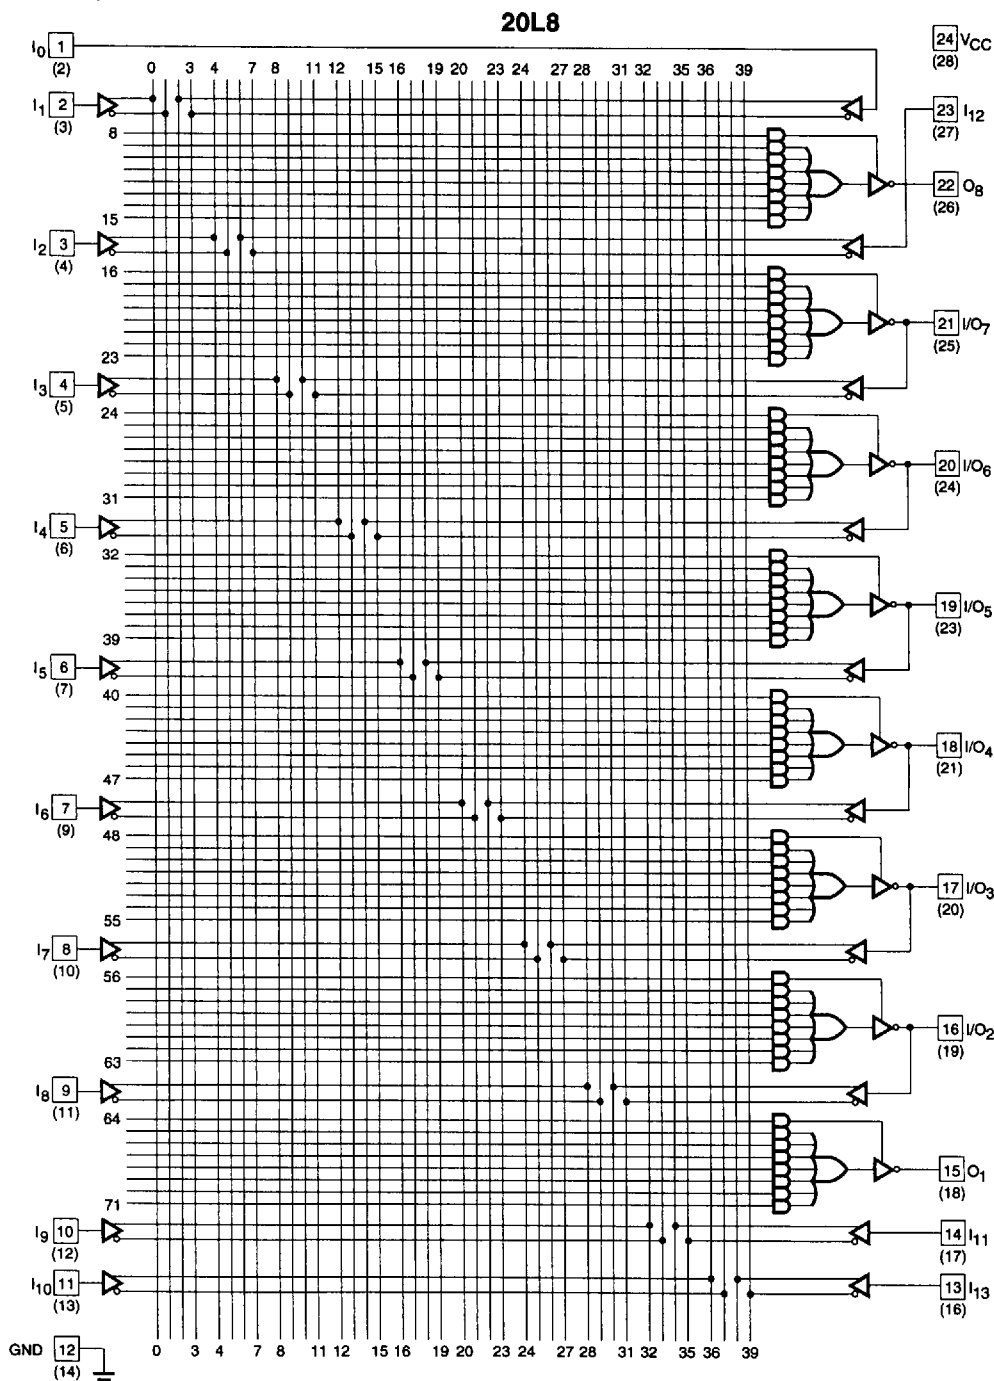 20L8
I0 1 (2)
24 VCC (28)
0 3 4 7 8 11 12 15 16 19 20 23 24 27 28 31 32 35 36 39
I1 2 (3)
23 I12 (27)
8
22 O8 (26)
15
I2 3 (4)
16
21 I/O7 (25)
23
I3 4 (5)
24
20 I/O6 (24)
31
I4 5 (6)
32
19 I/O5 (23)
39
I5 6 (7)
40
18 I/O4 (21)
47
I6 7 (9)
48
17 I/O3 (20)
55
I7 8 (10)
56
16 I/O2 (19)
63
I8 9 (11)
64
15 O1 (18)
71
I9 10 (12)
14 I11 (17)
I10 11 (13)
13 I13 (16)
GND 12 (14)
0 3 4 7 8 11 12 15 16 19 20 23 24 27 28 31 32 35 36 39